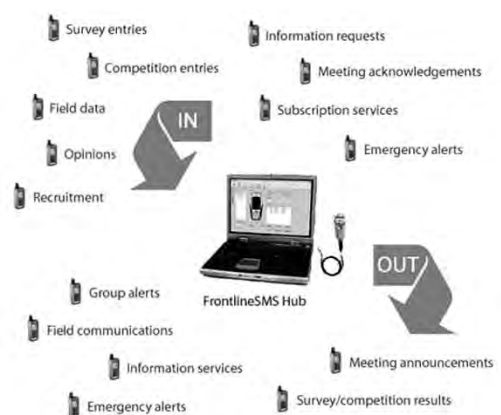 Survey entries
Information requests
Competition entries
Meeting acknowledgements
Field data
Subscription services
IN
Opinions
Emergency alerts
Recruitment
FrontlineSMS Hub
OUT
Group alerts
Field communications
Information services
Meeting announcements
Emergency alerts
Survey/competition results